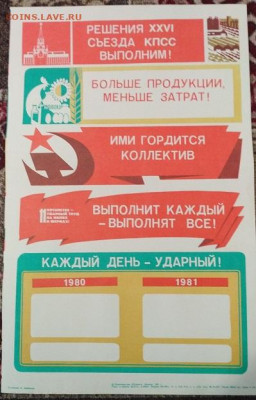 COINS.LAVE.RU
РЕШЕНИЯ XXVI
СЪЕЗДА КПСС
ВЫПОЛНИМ!
БОЛЬШЕ ПРОДУКЦИИ,
МЕНЬШЕ ЗАТРАТ!
ИМИ ГОРДИТСЯ
КОЛЛЕКТИВ
11
ВЫПОЛНИТ КАЖДЫЙ
–ВЫПОЛНЯТ ВСЕ!
КАЖДЫЙ ДЕНЬ – УДАРНЫЙ!
1980
1981